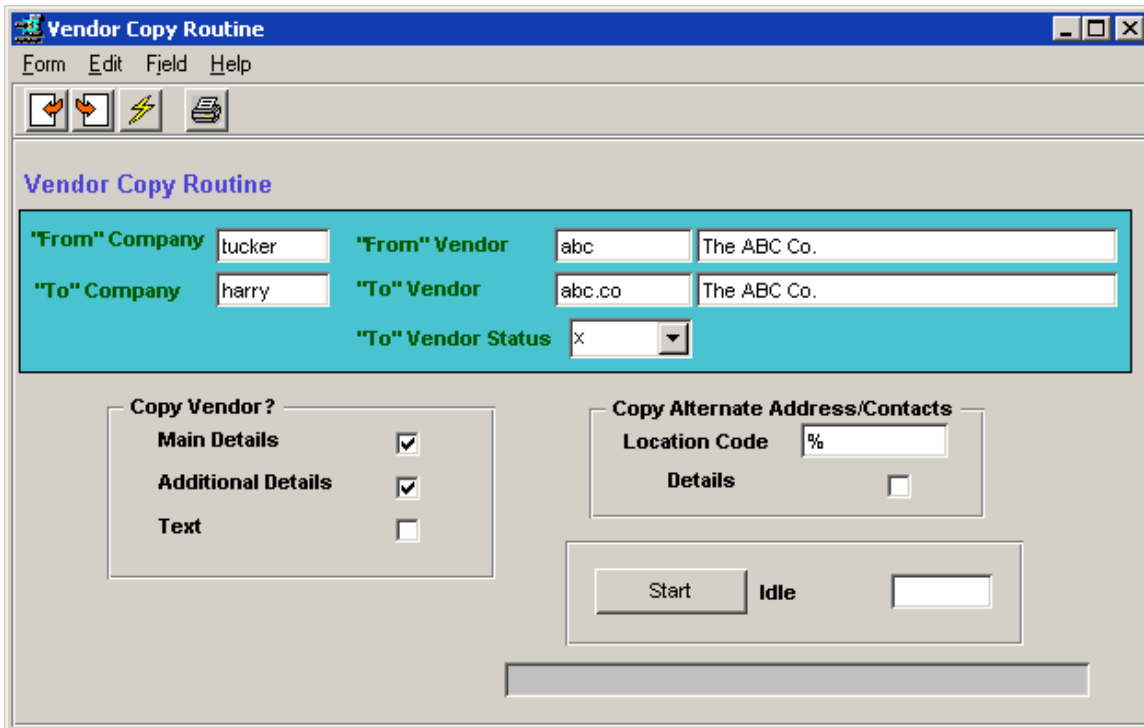 Vendor Copy Routine
Form Edit Field Help
Vendor Copy Routine
"From" Company tucker "From" Vendor abc The ABC Co.
"To" Company harry "To" Vendor abc.co The ABC Co.
"To" Vendor Status x
Copy Vendor?
Main Details
Additional Details
Text
Copy Alternate Address/Contacts
Location Code %
Details
Start Idle